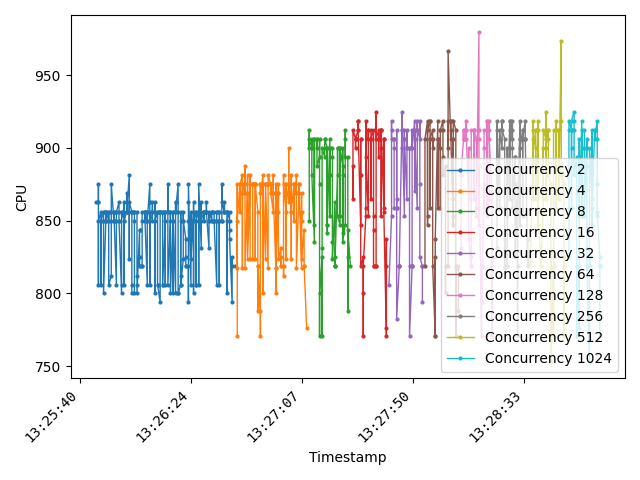 CPU
950
900
850
800
750
Concurrency 2
Concurrency 4
Concurrency 8
Concurrency 16
Concurrency 32
Concurrency 64
Concurrency 128
Concurrency 256
Concurrency 512
Concurrency 1024
13:25:40
13:26:24
13:27:07
13:27:50
13:28:33
Timestamp